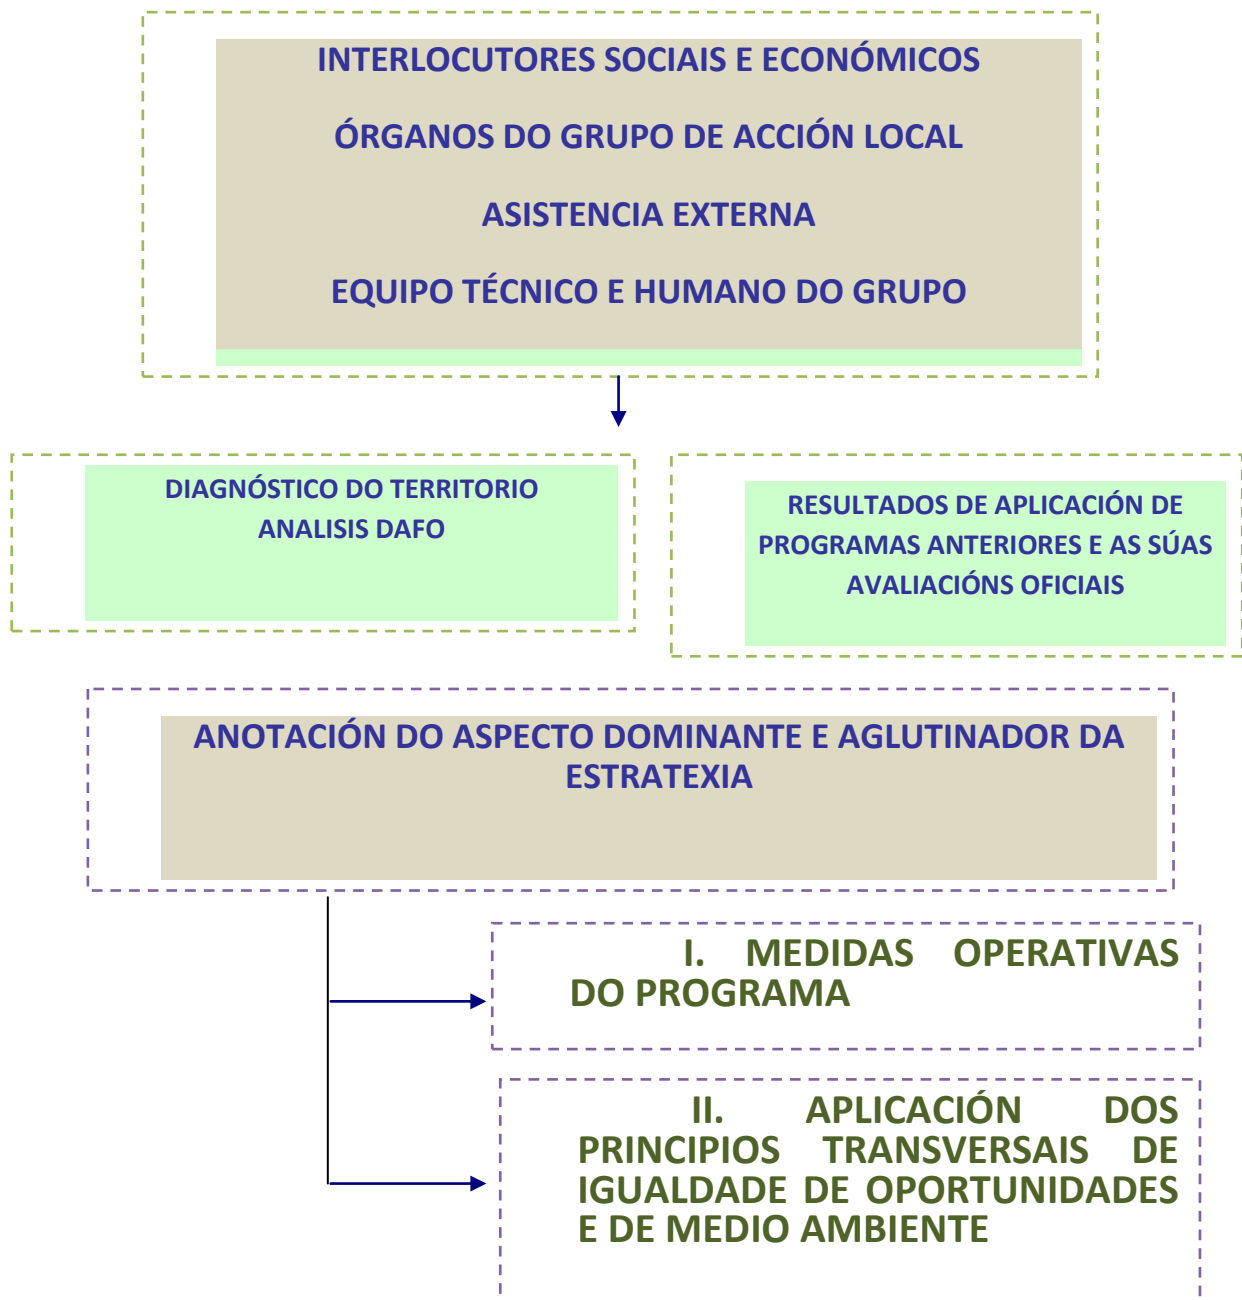 INTERLOCUTORES SOCIAIS E ECONÓMICOS
ÓRGANOS DO GRUPO DE ACCIÓN LOCAL
ASISTENCIA EXTERNA
EQUIPO TÉCNICO E HUMANO DO GRUPO
DIAGNÓSTICO DO TERRITORIO
ANALISIS DAFO
RESULTADOS DE APLICACIÓN DE
PROGRAMAS ANTERIORES E AS SÚAS
AVALIACIÓNS OFICIAIS
ANOTACIÓN DO ASPECTO DOMINANTE E AGLUTINADOR DA
ESTRATEXIA
I. MEDIDAS OPERATIVAS
DO PROGRAMA
II. APLICACIÓN DOS
PRINCIPIOS TRANSVERSAIS DE
IGUALDADE DE OPORTUNIDADES
E DE MEDIO AMBIENTE